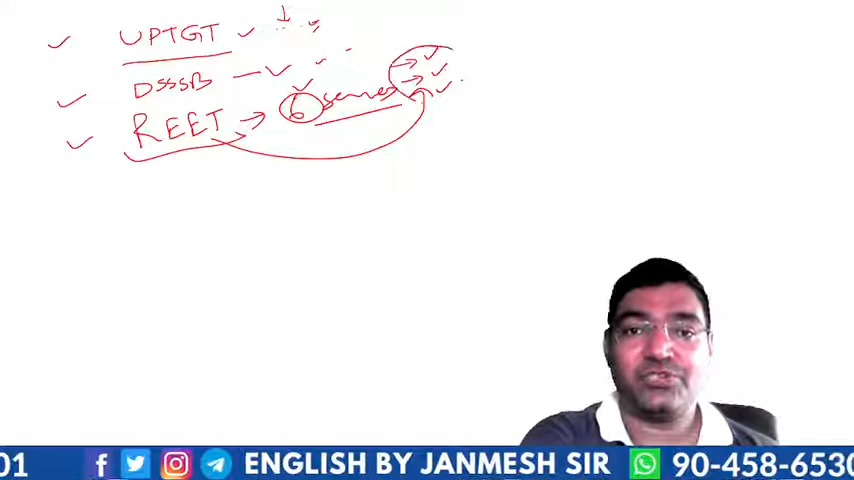 UPTGT
DSSSB
REET → 6 series
01 ENGLISH BY JANMESH SIR 90-458-6530